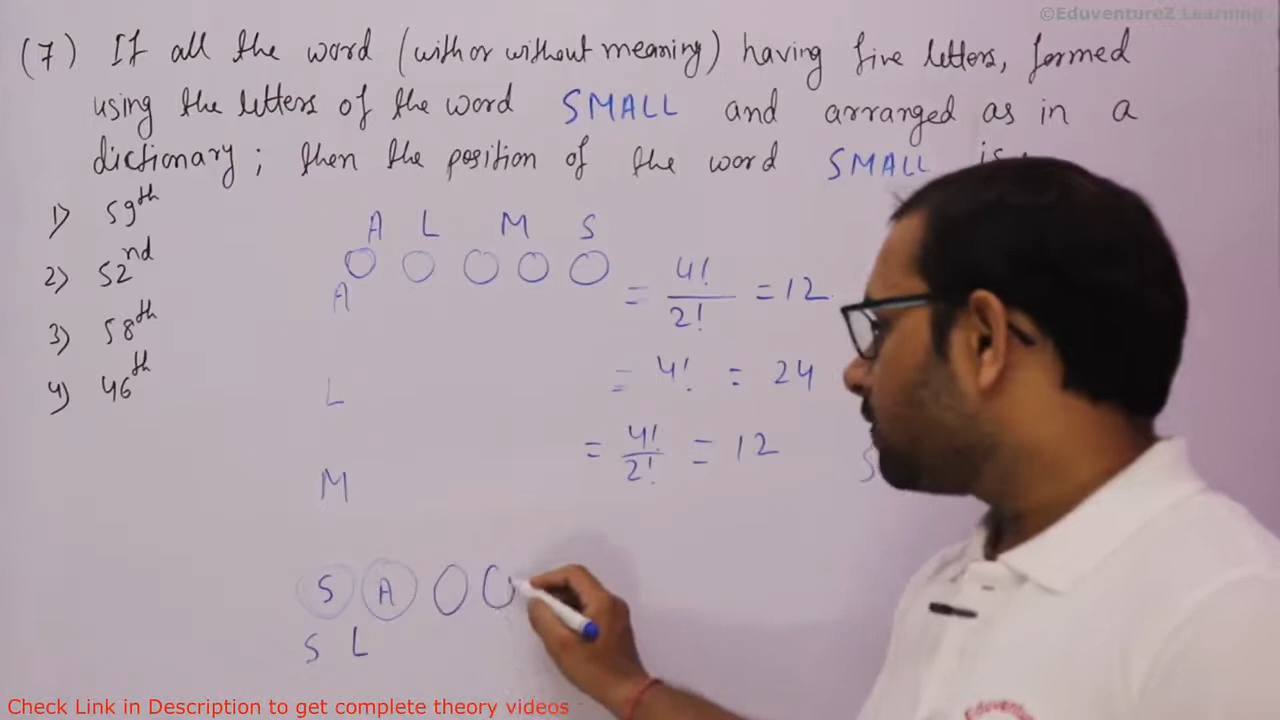 ©EduventureZ Learning
(7) If all the word (with or without meaning) having five letters, formed
using the letters of the word SMALL and arranged as in a
dictionary; then the position of the word SMALL is
1) 59th
2) 52nd
3) 58th
4) 46th
A L M S
A = 4!/2! = 12
L = 4! = 24
M = 4!/2! = 12
S
S A
S L
Eduventur
Check Link in Description to get complete theory videos